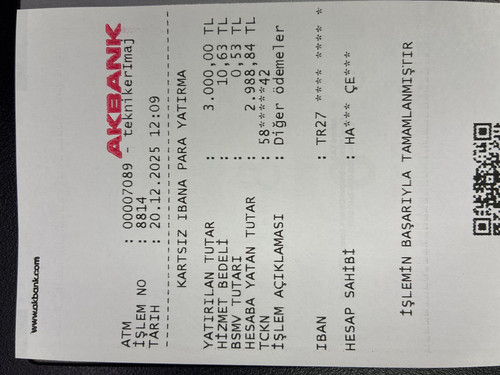 AKBANK
ATM : 00007089 - teknikerImaj
İŞLEM NO : 8814
TARIH : 20.12.2025 12:09
KARTSIZ IBANA PARA YATIRMA
YATIRILAN TUTAR : 3.000,00 TL
HİZMET BEDELİ : 10,63 TL
BSMV TUTARI : 0,53 TL
HESABA YATAN TUTAR : 2.988,84 TL
TCKN : 58******42
İŞLEM AÇIKLAMASI : Diğer ödemeler
IBAN : TR27 **** **** *
HESAP SAHİBİ : HA*** ÇE***
İŞLEMİN BAŞARIYLA TAMAMLANMIŞTIR
www.akbank.com